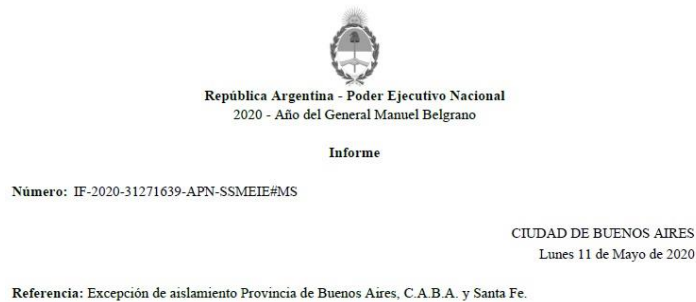 República Argentina - Poder Ejecutivo Nacional
2020 - Año del General Manuel Belgrano
Informe
Número: IF-2020-31271639-APN-SSMEIE#MS
CIUDAD DE BUENOS AIRES
Lunes 11 de Mayo de 2020
Referencia: Excepción de aislamiento Provincia de Buenos Aires, C.A.B.A. y Santa Fe.